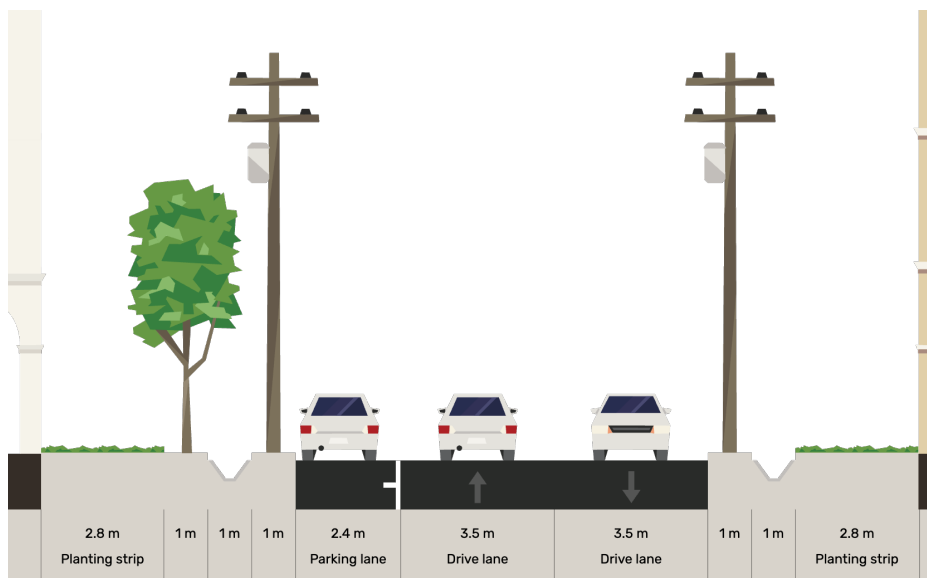 2.8 m
Planting strip
1 m
1 m
1 m
2.4 m
Parking lane
3.5 m
Drive lane
3.5 m
Drive lane
1 m
1 m
2.8 m
Planting strip